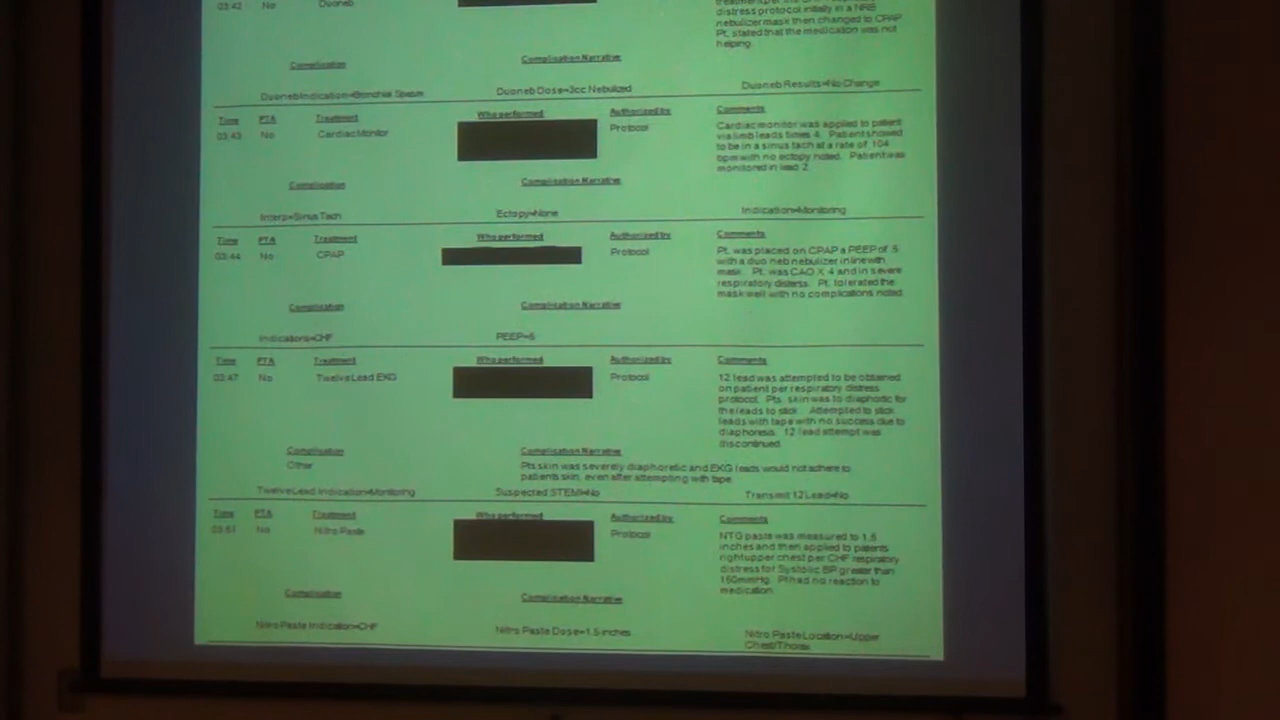 03:42 No Duoneb
distress protocol initially in a NRB
nebulizer mask then changed to CPAP
Pt. stated that the medication was not
helping.
Complication Complication Narrative
Duoneb Indication=Bronchial Spasm Duoneb Dose=3cc Nebulized Duoneb Results=No Change
Time PTA Treatment Who performed Authorized by Comments
03:43 No Cardiac Monitor Protocol
Cardiac monitor was applied to patient
via limb leads times 4. Patient showed
to be in a sinus tach at a rate of 104
bpm with no ectopy noted. Patient was
monitored in lead 2.
Complication Complication Narrative
Interp=Sinus Tach Ectopy=None Indication=Monitoring
Time PTA Treatment Who performed Authorized by Comments
03:44 No CPAP Protocol
Pt. was placed on CPAP a PEEP of 5
with a duo neb nebulizer inline with
mask. Pt. was CAO X 4 and in severe
respiratory distress. Pt. tolerated the
mask well with no complications noted.
Complication Complication Narrative
Indications=CHF PEEP=5
Time PTA Treatment Who performed Authorized by Comments
03:47 No Twelve Lead EKG Protocol
12 lead was attempted to be obtained
on patient per respiratory distress
protocol. Pts. skin was to diaphoritic for
the leads to stick. Attempted to stick
leads with tape with no success due to
diaphoresis. 12 lead attempt was
discontinued.
Complication Complication Narrative
Other Pts skin was severely diaphoretic and EKG leads would not adhere to
patients skin, even after attempting with tape
Twelve Lead Indication=Monitoring Suspected STEMI=No Transmit 12 Lead=No
Time PTA Treatment Who performed Authorized by Comments
03:51 No Nitro Paste Protocol
NTG paste was measured to 1.5
inches and then applied to patients
right upper chest per CHF respiratory
distress for Systolic BP greater than
160mmHg. Pt had no reaction to
medication.
Complication Complication Narrative
Nitro Paste Indication=CHF Nitro Paste Dose=1.5 inches Nitro Paste Location=Upper
Chest/Thorax